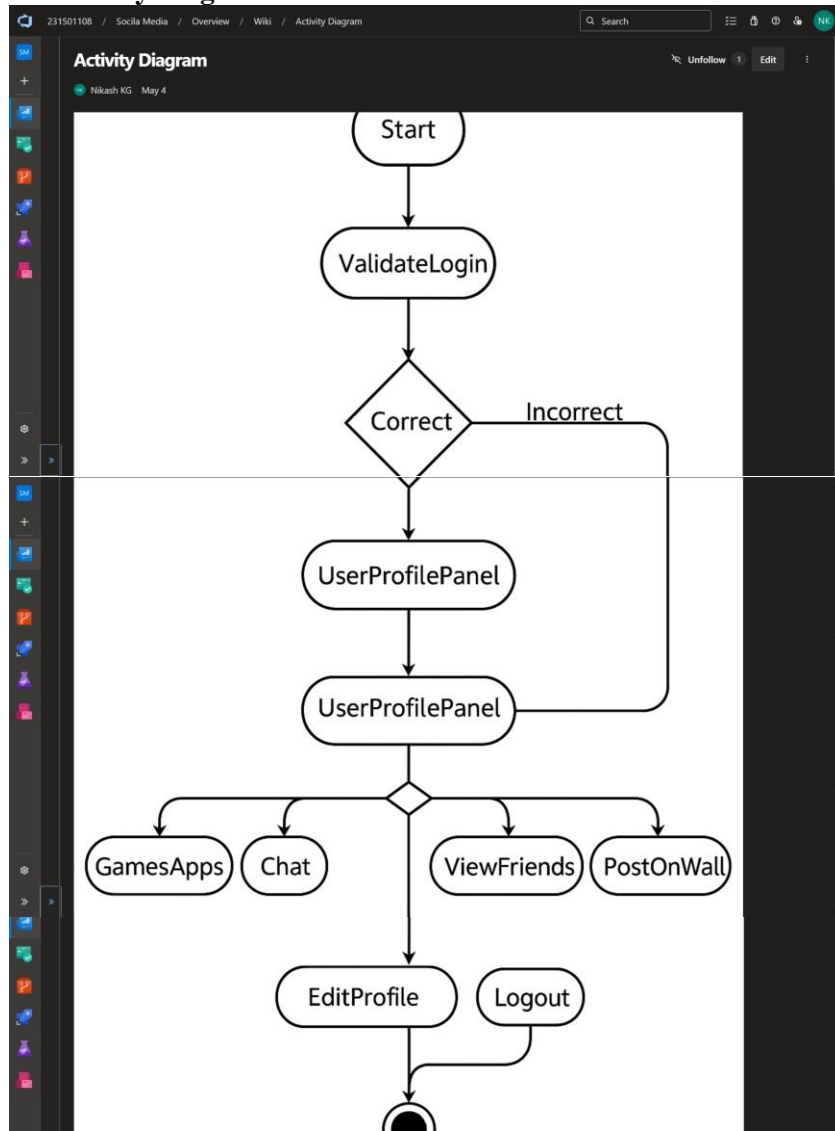 231501108 / Socila Media / Overview / Wiki / Activity Diagram
Search
NK
SM
Activity Diagram
Unfollow 1 Edit
NK Nikash KG May 4
Start
ValidateLogin
Correct
Incorrect
SM
UserProfilePanel
UserProfilePanel
GamesApps Chat ViewFriends PostOnWall
EditProfile Logout